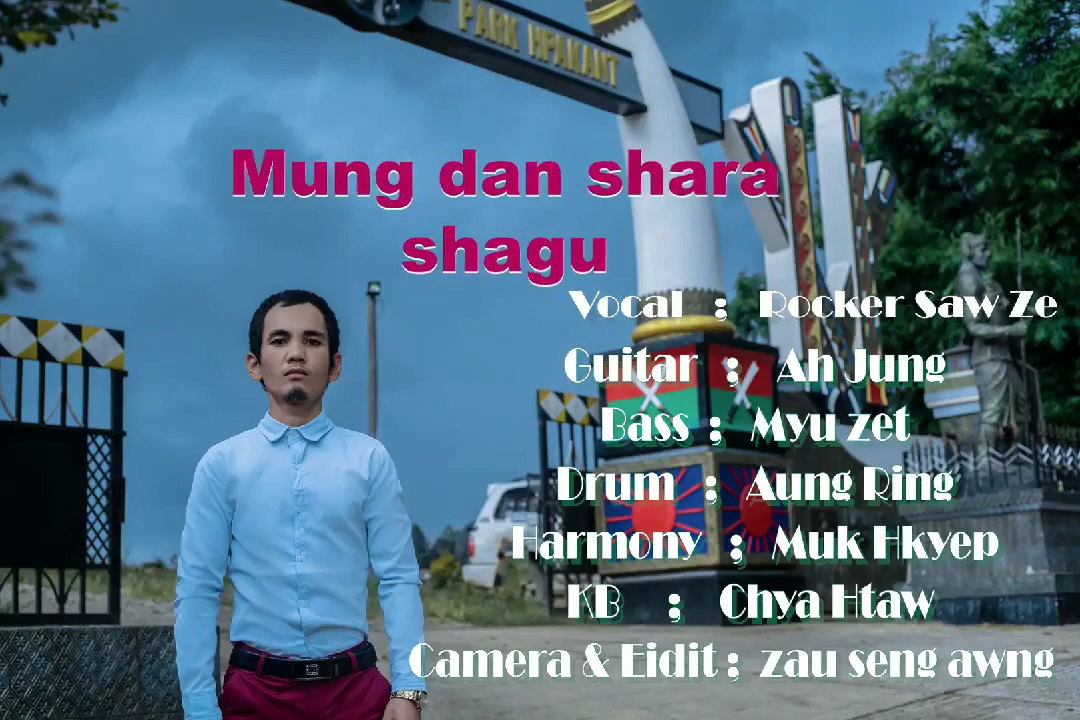 PARK HPAKANT
Mung dan shara
shagu
Vocal ; Rocker Saw Ze
Guitar ; Ah Jung
Bass ; Myu zet
Drum ; Aung Ring
Harmony ; Muk Hkyep
KB ; Chya Htaw
Camera & Eidit ; zau seng awng